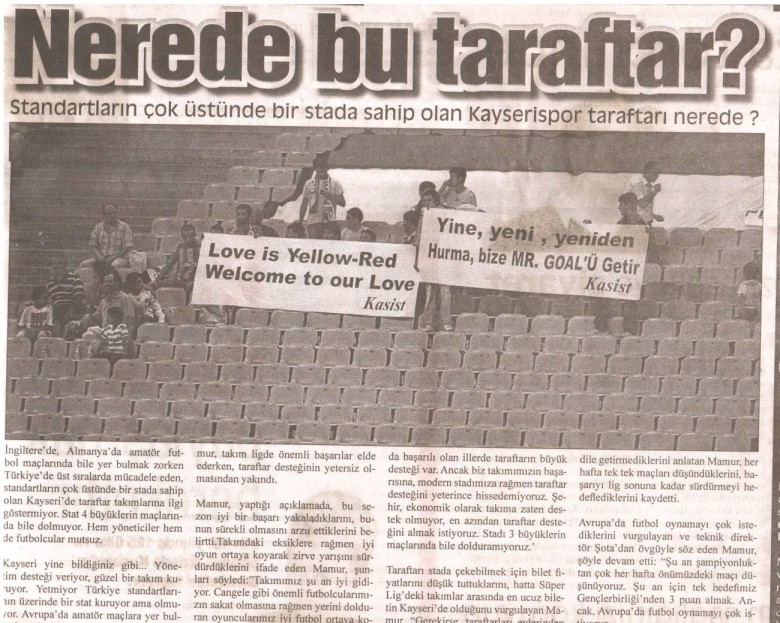 Nerede bu taraftar?
Standartların çok üstünde bir stada sahip olan Kayserispor taraftarı nerede ?
Love is Yellow-Red
Welcome to our Love
Kasist
Yine, yeni , yeniden
Hurma, bize MR. GOAL'Ü Getir
Kasist
İngiltere'de, Almanya'da amatör fut-
bol maçlarında bile yer bulmak zorken
Türkiye'de üst sıralarda mücadele eden,
standartların çok üstünde bir stada sahip
olan Kayseri'de taraftar takımlarına ilgi
göstermiyor. Stat 4 büyüklerin maçların-
da bile dolmuyor. Hem yöneticiler hem
de futbolcular mutsuz.
Kayseri yine bildiğiniz gibi... Yöne-
tim desteği veriyor, güzel bir takım ku-
ruyor. Yetmiyor Türkiye standartları-
nın üzerinde bir stat kuruyor ama olmu-
yor. Avrupa'da amatör maçlara yer bul-
mur, takım ligde önemli başarılar elde
ederken, taraftar desteğinin yetersiz ol-
masından yakındı.
Mamur, yaptığı açıklamada, bu se-
zon iyi bir başarı yakaladıklarını, bu-
nun sürekli olmasını arzu ettiklerini be-
lirtti.Takımdaki eksiklere rağmen iyi
oyun ortaya koyarak zirve yarışını sür-
dürdüklerini ifade eden Mamur, şun-
ları söyledi:"Takımımız şu an iyi gidi-
yor. Cangele gibi önemli futbolcularımı-
zın sakat olmasına rağmen yerini doldu-
ran oyuncularımız iyi futbol ortaya ko-
da başarılı olan illerde taraftarın büyük
desteği var. Ancak biz takımımızın başa-
rısına, modern stadımıza rağmen taraftar
desteğini yeterince hissedemiyoruz. Şe-
hir, ekonomik olarak takıma zaten des-
tek olmuyor, en azından taraftar deste-
ğini almak istiyoruz. Stadı 3 büyüklerin
maçlarında bile dolduramıyoruz.'
Taraftarı stada çekebilmek için bilet fi-
yatlarını düşük tuttuklarını, hatta Süper
Lig'deki takımlar arasında en ucuz bile-
tin Kayseri'de olduğunu vurgulayan Ma-
mur, "Gerekirse taraftarları evlerinden
dile getirmediklerini anlatan Mamur, her
hafta tek tek maçları düşündüklerini, ba-
şarıyı lig sonuna kadar sürdürmeyi he-
deflediklerini kaydetti.
Avrupa'da futbol oynamayı çok iste-
diklerini vurgulayan ve teknik direk-
tör Şota'dan övgüyle söz eden Mamur,
şöyle devam etti: "Şu an şampiyonluk-
tan çok her hafta önümüzdeki maçı dü-
şünüyoruz. Şu an için tek hedefimiz
Gençlerbirliği'nden 3 puan almak. An-
cak, Avrupa'da futbol oynamayı çok is-